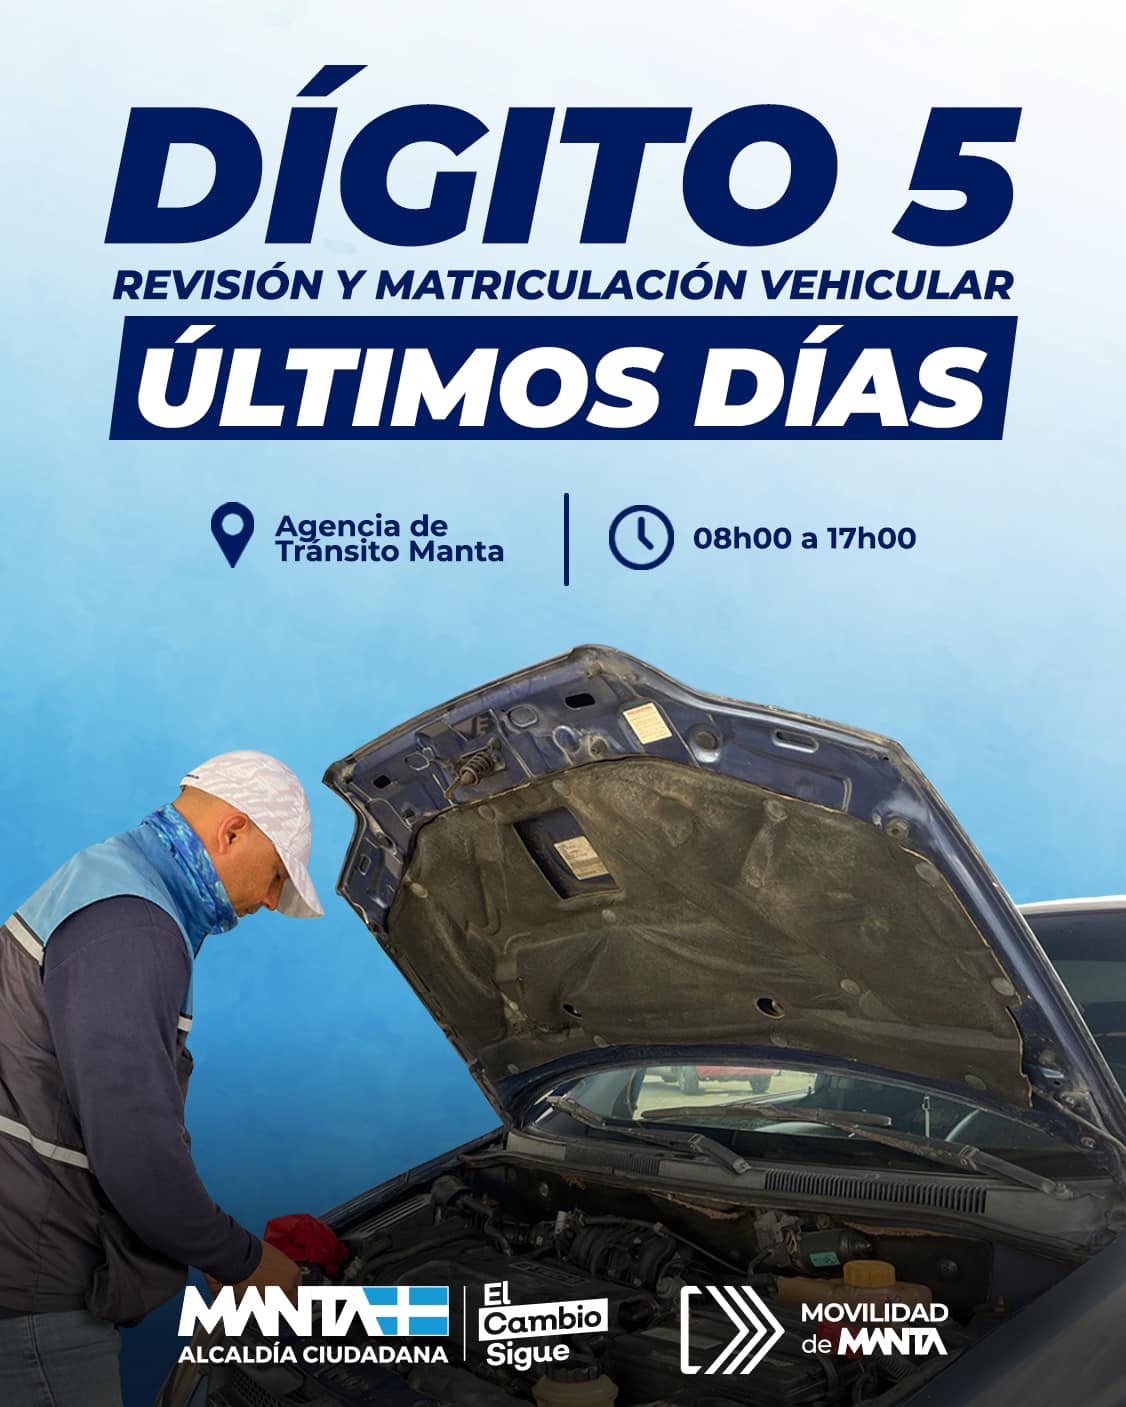 DÍGITO 5
REVISIÓN Y MATRICULACIÓN VEHICULAR
ÚLTIMOS DÍAS
Agencia de
Tránsito Manta
08h00 a 17h00
MANTA
ALCALDÍA CIUDADANA
El
Cambio
Sigue
MOVILIDAD
de MANTA